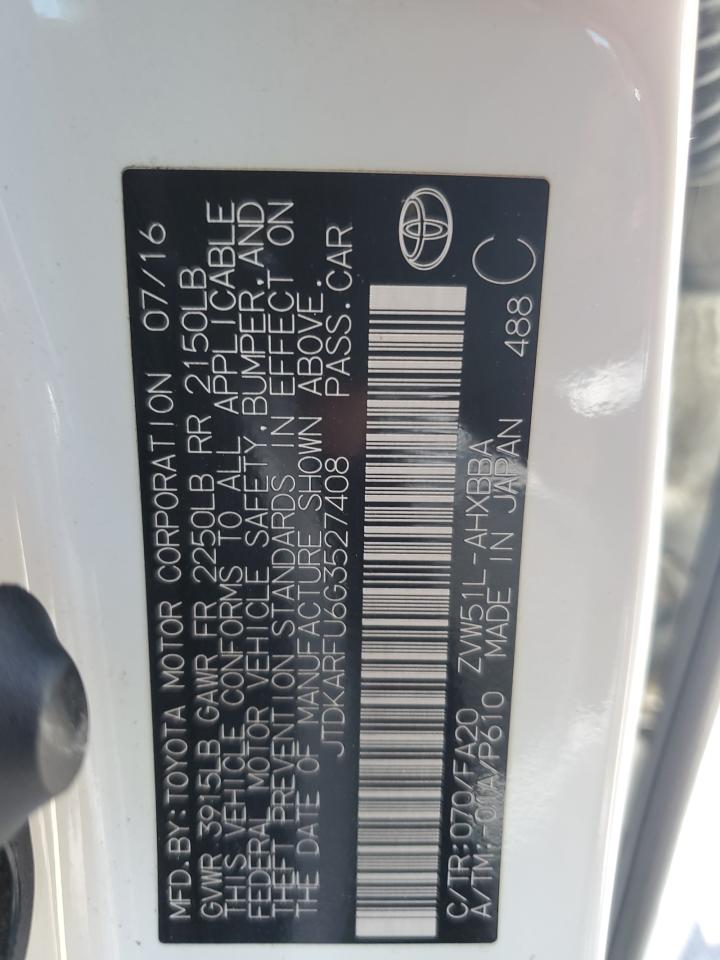 MFD.BY:TOYOTA MOTOR CORPORATION 07/16
GVWR 3915LB GAWR FR 2250LB RR 2150LB
THIS VEHICLE CONFORMS TO ALL APPLICABLE
FEDERAL MOTOR VEHICLE SAFETY,BUMPER,AND
THEFT PREVENTION STANDARDS IN EFFECT ON
THE DATE OF MANUFACTURE SHOWN ABOVE.
JTDKARFU6G3527408 PASS.CAR
C/TR:070/FA20 ZVW51L-AHXBBA C
A/TM:-01A/P610 MADE IN JAPAN 488